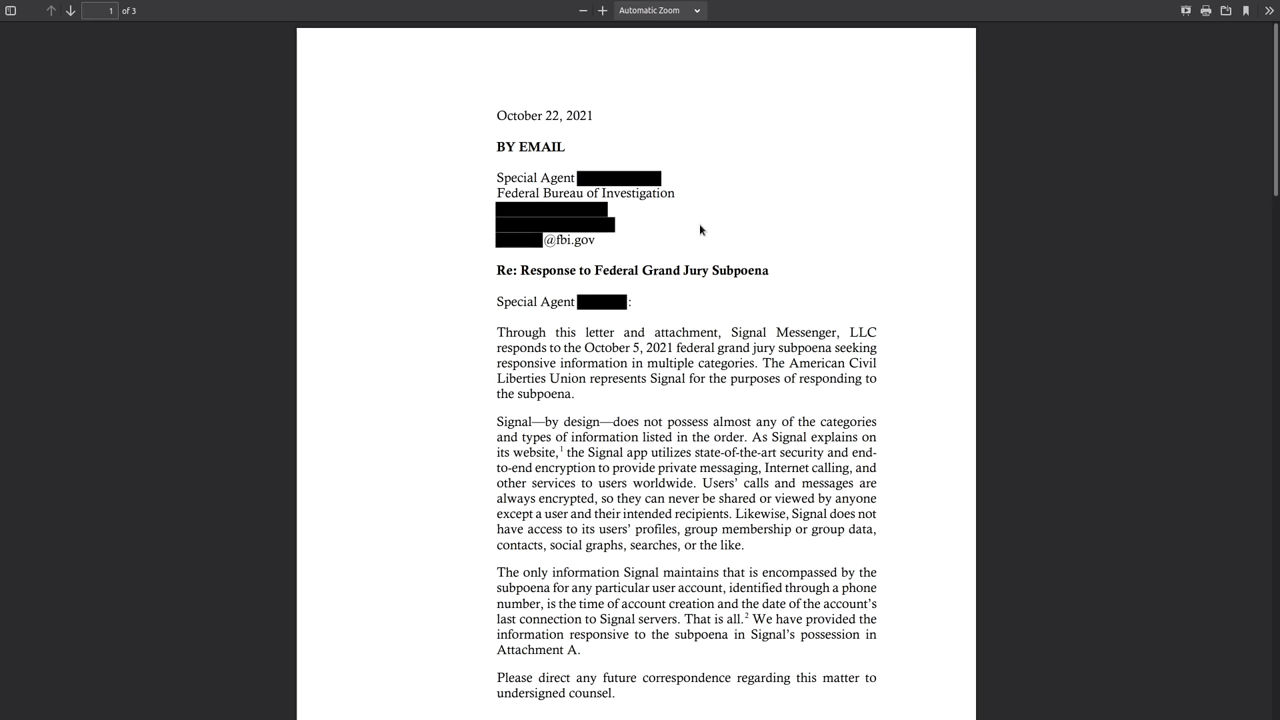 1 of 3 Automatic Zoom
October 22, 2021
BY EMAIL
Special Agent
Federal Bureau of Investigation
@fbi.gov
Re: Response to Federal Grand Jury Subpoena
Special Agent :
Through this letter and attachment, Signal Messenger, LLC
responds to the October 5, 2021 federal grand jury subpoena seeking
responsive information in multiple categories. The American Civil
Liberties Union represents Signal for the purposes of responding to
the subpoena.
Signal—by design—does not possess almost any of the categories
and types of information listed in the order. As Signal explains on
its website,¹ the Signal app utilizes state-of-the-art security and end-
to-end encryption to provide private messaging, Internet calling, and
other services to users worldwide. Users’ calls and messages are
always encrypted, so they can never be shared or viewed by anyone
except a user and their intended recipients. Likewise, Signal does not
have access to its users’ profiles, group membership or group data,
contacts, social graphs, searches, or the like.
The only information Signal maintains that is encompassed by the
subpoena for any particular user account, identified through a phone
number, is the time of account creation and the date of the account’s
last connection to Signal servers. That is all.² We have provided the
information responsive to the subpoena in Signal’s possession in
Attachment A.
Please direct any future correspondence regarding this matter to
undersigned counsel.